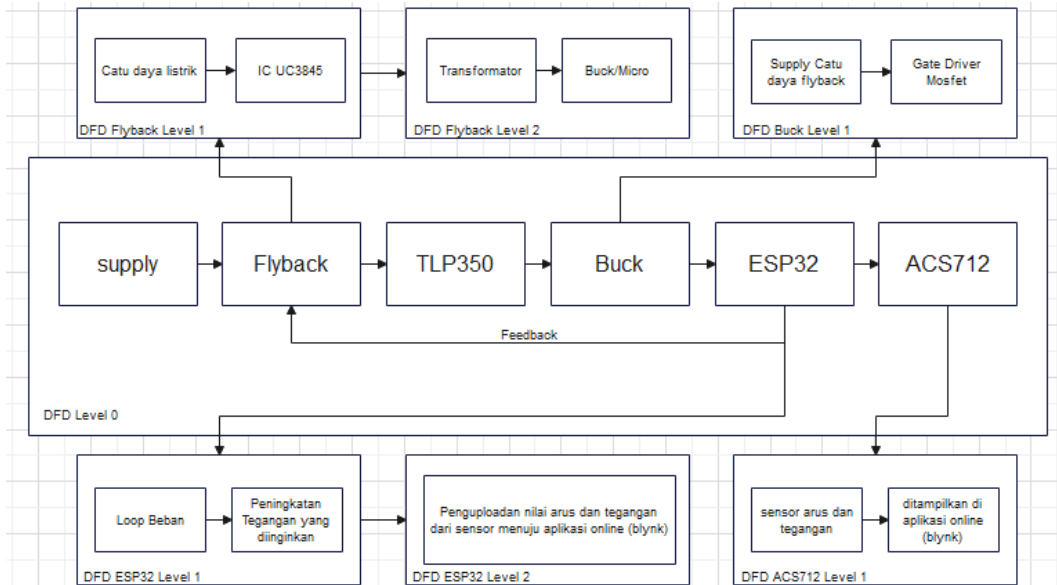 Catu daya listrik
IC UC3845
DFD Flyback Level 1
Transformator
Buck/Micro
DFD Flyback Level 2
Supply Catu
daya flyback
Gate Driver
Mosfet
DFD Buck Level 1
supply
Flyback
TLP350
Buck
ESP32
ACS712
Feedback
DFD Level 0
Loop Beban
Peningkatan
Tegangan yang
diinginkan
DFD ESP32 Level 1
Penguploadan nilai arus dan tegangan
dari sensor menuju aplikasi online (blynk)
DFD ESP32 Level 2
sensor arus dan
tegangan
ditampilkan di
aplikasi online
(blynk)
DFD ACS712 Level 1